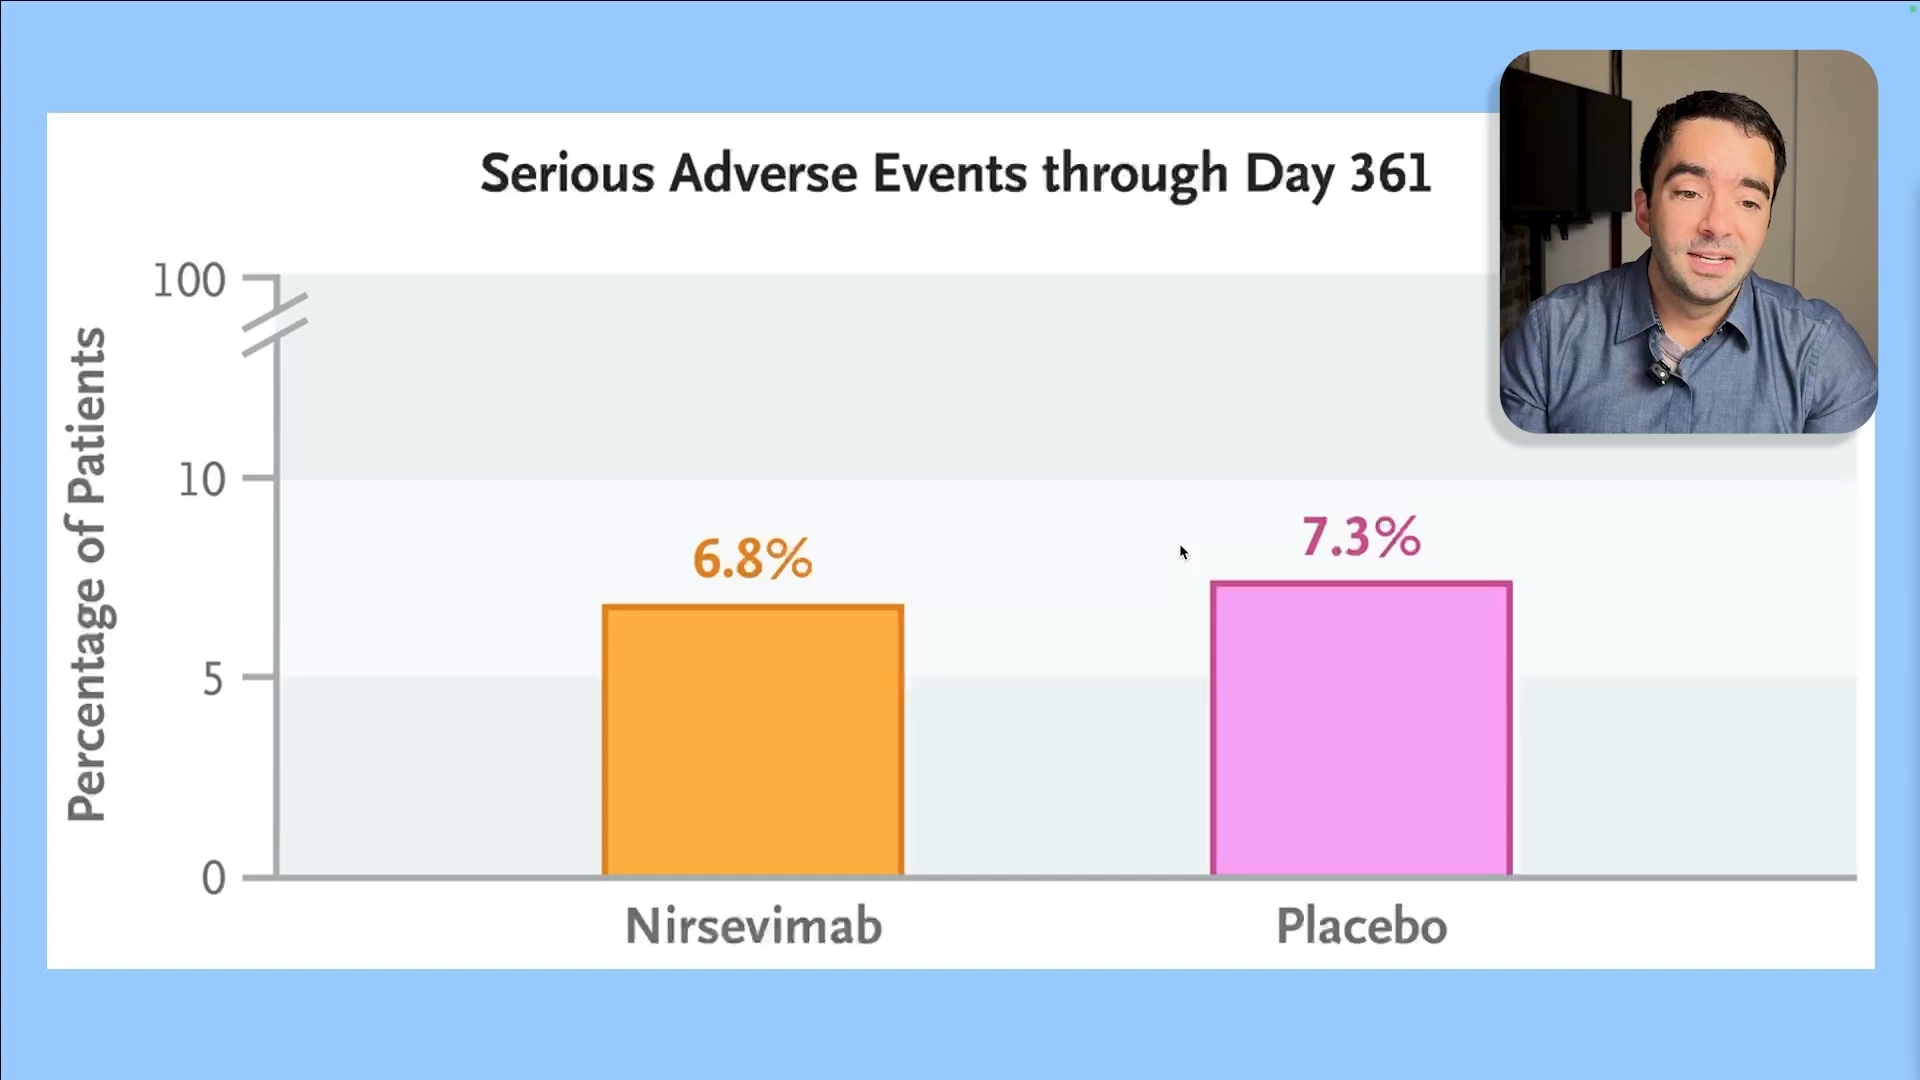 Serious Adverse Events through Day 361
Percentage of Patients
100
10
5
0
6.8%
7.3%
Nirsevimab
Placebo